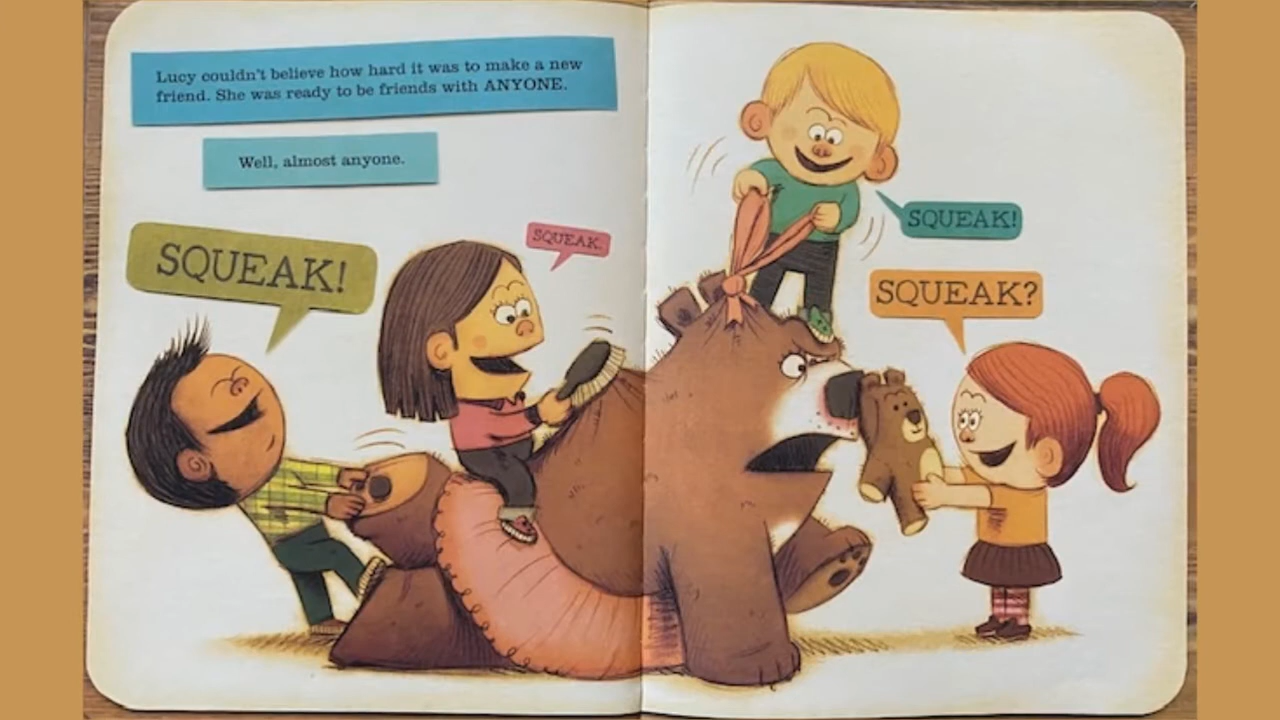 Lucy couldn't believe how hard it was to make a new
friend. She was ready to be friends with ANYONE.
Well, almost anyone.
SQUEAK!
SQUEAK.
SQUEAK!
SQUEAK?